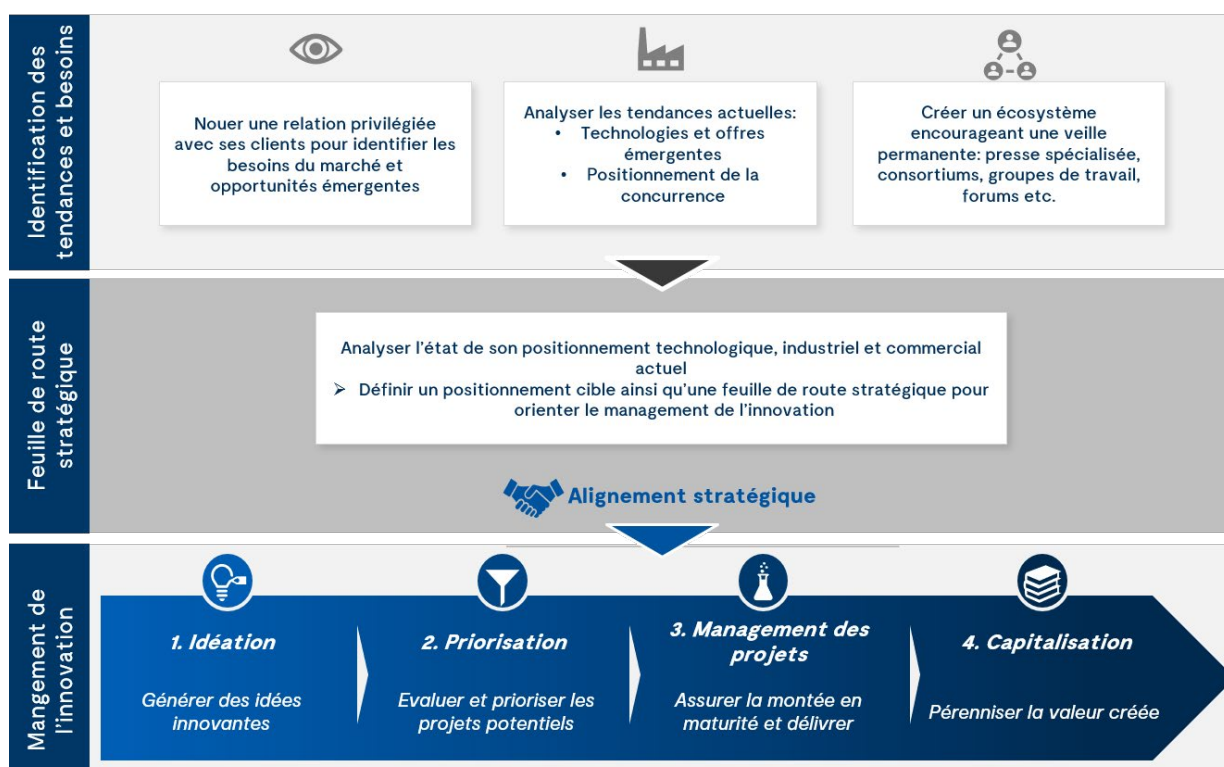 Identification des
tendances et besoins
Nouer une relation privilégiée
avec ses clients pour identifier les
besoins du marché et
opportunités émergentes
Analyser les tendances actuelles:
• Technologies et offres
émergentes
• Positionnement de la
concurrence
Créer un écosystème
encourageant une veille
permanente: presse spécialisée,
consortiums, groupes de travail,
forums etc.
Feuille de route
stratégique
Analyser l'état de son positionnement technologique, industriel et commercial
actuel
➢ Définir un positionnement cible ainsi qu'une feuille de route stratégique pour
orienter le management de l'innovation
Alignement stratégique
Mangement de
l'innovation
1. Idéation
Générer des idées
innovantes
2. Priorisation
Evaluer et prioriser les
projets potentiels
3. Management des
projets
Assurer la montée en
maturité et délivrer
4. Capitalisation
Pérenniser la valeur créée